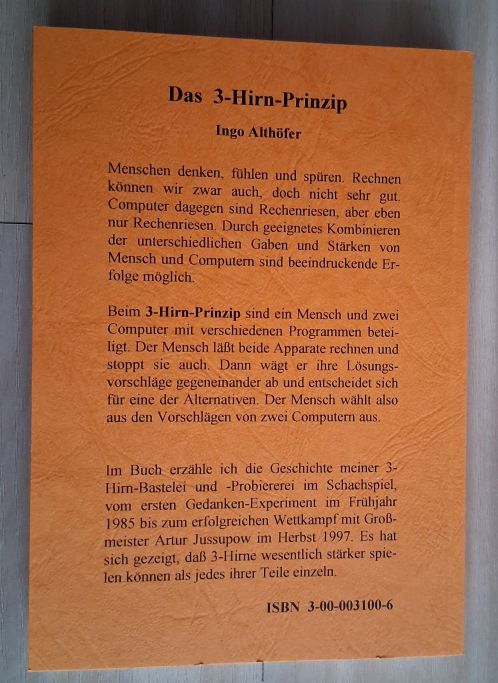 Das 3-Hirn-Prinzip
Ingo Althöfer
Menschen denken, fühlen und spüren. Rechnen
können wir zwar auch, doch nicht sehr gut.
Computer dagegen sind Rechenriesen, aber eben
nur Rechenriesen. Durch geeignetes Kombinieren
der unterschiedlichen Gaben und Stärken von
Mensch und Computern sind beeindruckende Er-
folge möglich.
Beim 3-Hirn-Prinzip sind ein Mensch und zwei
Computer mit verschiedenen Programmen betei-
ligt. Der Mensch läßt beide Apparate rechnen und
stoppt sie auch. Dann wägt er ihre Lösungs-
vorschläge gegeneinander ab und entscheidet sich
für eine der Alternativen. Der Mensch wählt also
aus den Vorschlägen von zwei Computern aus.
Im Buch erzähle ich die Geschichte meiner 3-
Hirn-Bastelei und -Probiererei im Schachspiel,
vom ersten Gedanken-Experiment im Frühjahr
1985 bis zum erfolgreichen Wettkampf mit Groß-
meister Artur Jussupow im Herbst 1997. Es hat
sich gezeigt, daß 3-Hirne wesentlich stärker spie-
len können als jedes ihrer Teile einzeln.
ISBN 3-00-003100-6